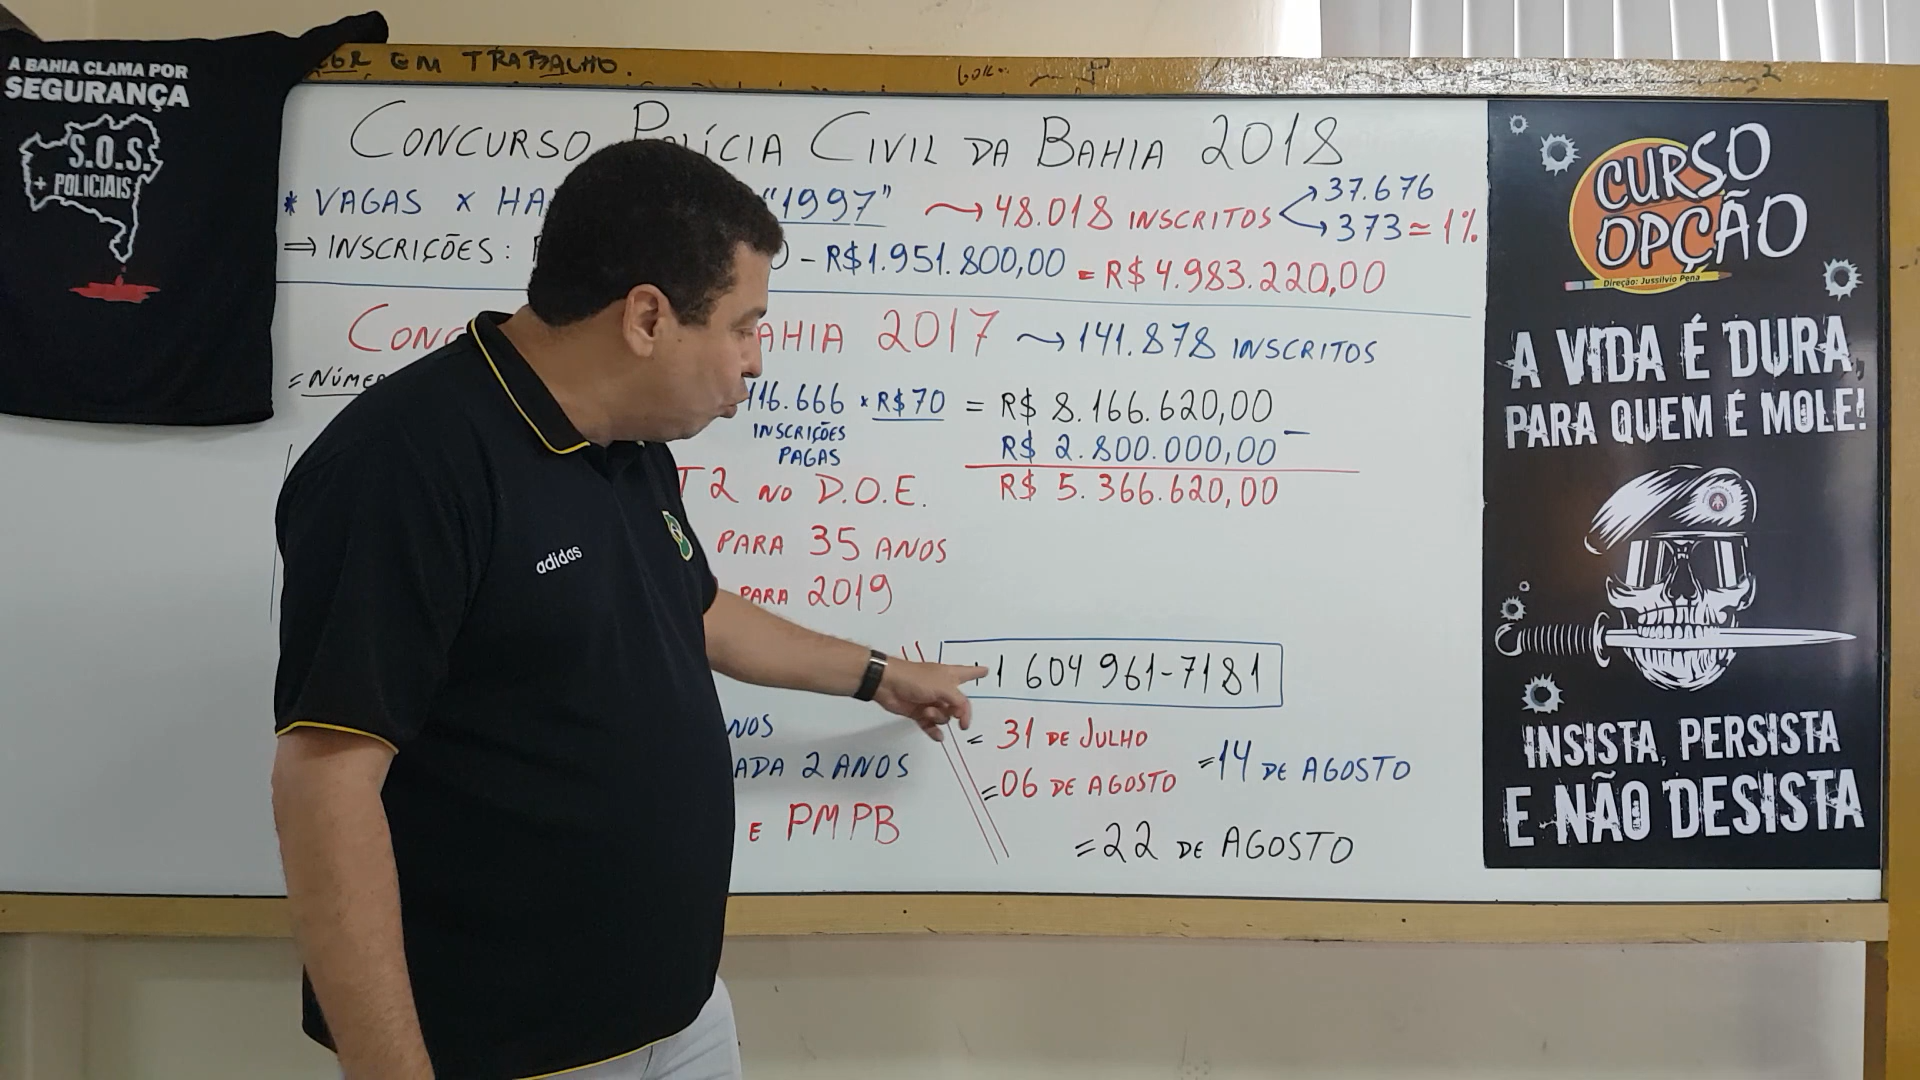 A BAHIA CLAMA POR
SEGURANÇA
S.O.S.
+ POLICIAIS
EM TRABALHO.
CONCURSO POLÍCIA CIVIL DA BAHIA 2018
* VAGAS X "1997" 48.018 INSCRITOS 37.676
373 ≃ 1%
⇒ INSCRIÇÕES: - R$ 1.951.800,00 = R$ 4.983.220,00
2017 141.878 INSCRITOS
116.666 * R$ 70 = R$ 8.166.620,00
INSCRIÇÕES
PAGAS
R$ 2.800.000,00 -
R$ 5.366.620,00
2 NO D.O.E.
PARA 35 ANOS
PARA 2019
1 604 961-7181
= 31 DE JULHO
= 06 DE AGOSTO
= 14 DE AGOSTO
= 22 DE AGOSTO
2 ANOS
E PMPB
adidas
CURSO
OPÇÃO
Direção: Jussilvio Pena
A VIDA É DURA,
PARA QUEM É MOLE!
INSISTA, PERSISTA
E NÃO DESISTA